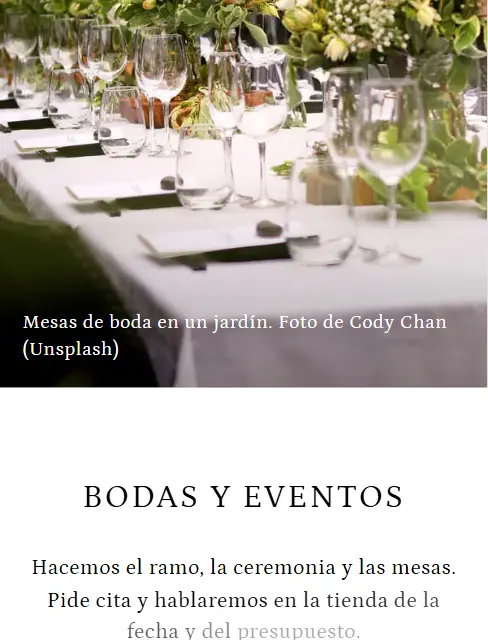 Mesas de boda en un jardín. Foto de Cody Chan
(Unsplash)
BODAS Y EVENTOS
Hacemos el ramo, la ceremonia y las mesas.
Pide cita y hablaremos en la tienda de la
fecha y del presupuesto.